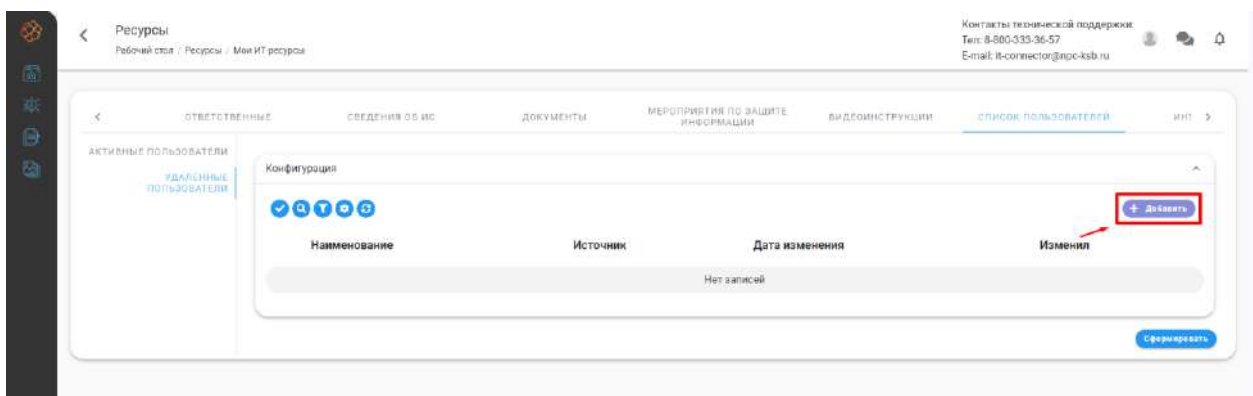 Ресурсы
Рабочий стол / Ресурсы / Мои ИТ-ресурсы
Контакты технической поддержки:
Тел: 8-800-333-36-57
E-mail: it-connector@npc-ksb.ru
ОТВЕТСТВЕННЫЕ
СВЕДЕНИЯ ОБ ИС
ДОКУМЕНТЫ
МЕРОПРИЯТИЯ ПО ЗАЩИТЕ
ИНФОРМАЦИИ
ВИДЕОИНСТРУКЦИИ
СПИСОК ПОЛЬЗОВАТЕЛЕЙ
АКТИВНЫЕ ПОЛЬЗОВАТЕЛИ
УДАЛЕННЫЕ
ПОЛЬЗОВАТЕЛИ
Конфигурация
+ Добавить
Наименование
Источник
Дата изменения
Изменил
Нет записей
Сформировать